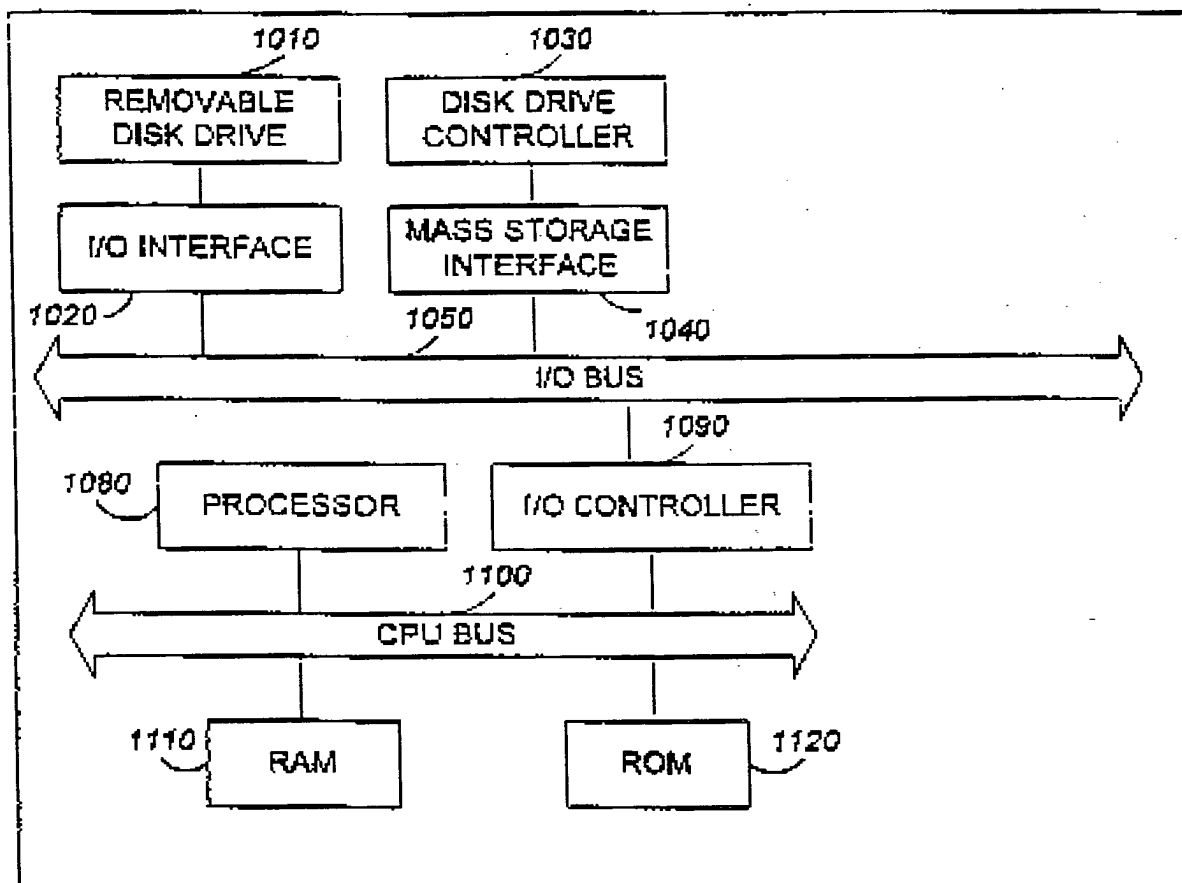 1010
1030
REMOVABLE
DISK DRIVE
DISK DRIVE
CONTROLLER
I/O INTERFACE
MASS STORAGE
INTERFACE
1020
1050
1040
I/O BUS
1090
1080
PROCESSOR
I/O CONTROLLER
1100
CPU BUS
1110
RAM
ROM
1120